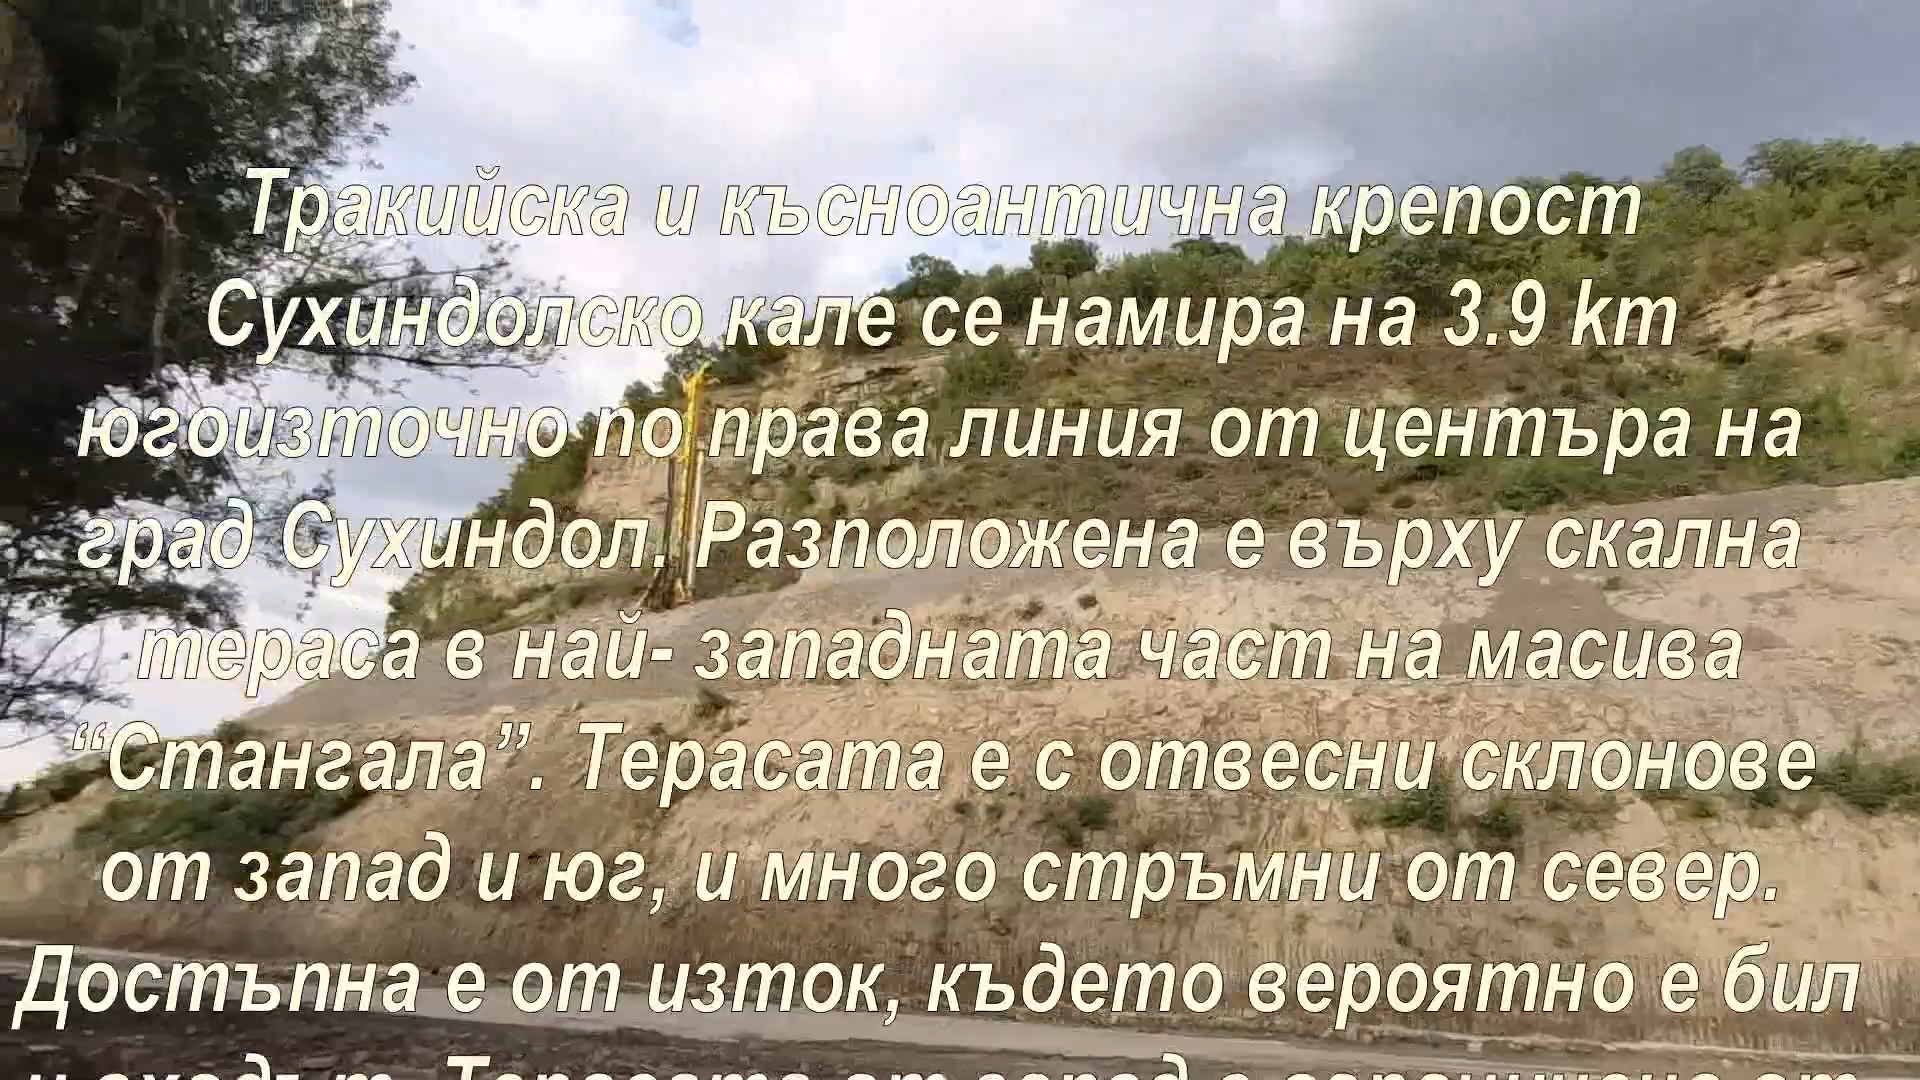 Тракийска и късноантична крепост
Сухиндолско кале се намира на 3.9 km
югоизточно по права линия от центъра на
град Сухиндол. Разположена е върху скална
тераса в най- западната част на масива
“Стангала”. Терасата е с отвесни склонове
от запад и юг, и много стръмни от север.
Достъпна е от изток, където вероятно е бил